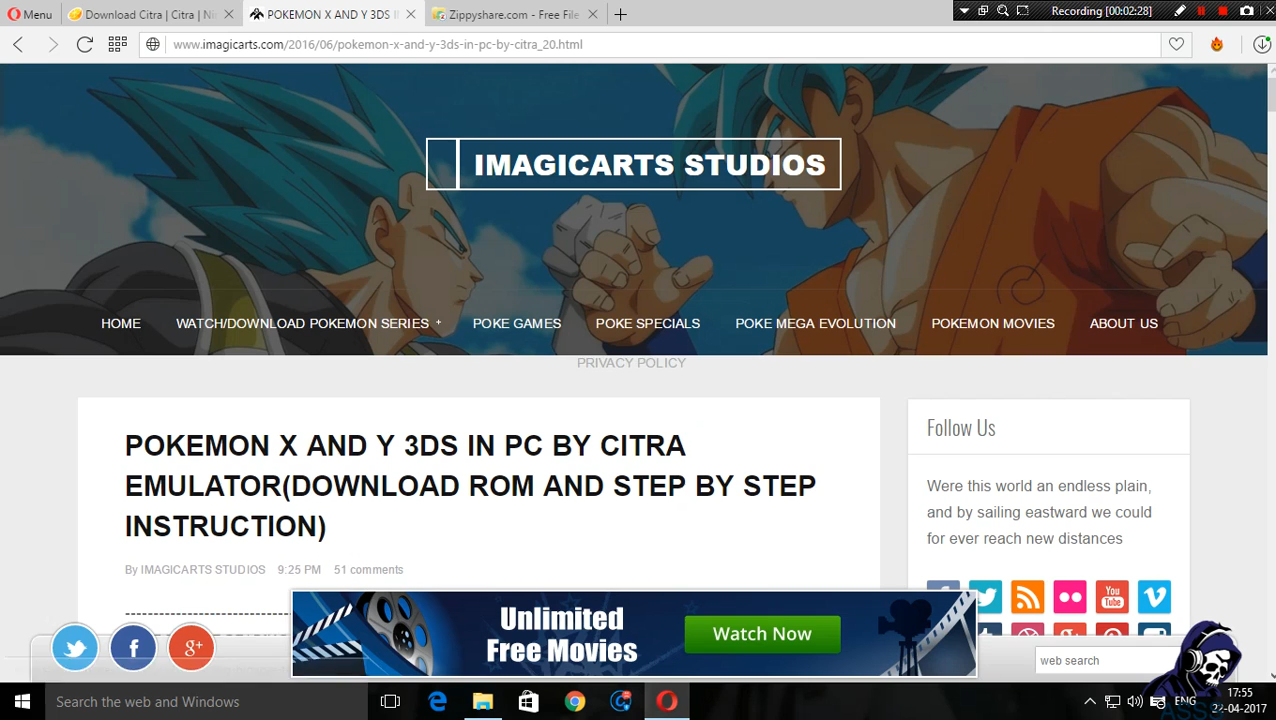 Menu
Download Citra | Citra | Ni
POKEMON X AND Y 3DS I
Zippyshare.com - Free File
Recording [00:02:28]
www.imagicarts.com/2016/06/pokemon-x-and-y-3ds-in-pc-by-citra_20.html
IMAGICARTS STUDIOS
HOME
WATCH/DOWNLOAD POKEMON SERIES +
POKE GAMES
POKE SPECIALS
POKE MEGA EVOLUTION
POKEMON MOVIES
ABOUT US
PRIVACY POLICY
POKEMON X AND Y 3DS IN PC BY CITRA
EMULATOR(DOWNLOAD ROM AND STEP BY STEP
INSTRUCTION)
By IMAGICARTS STUDIOS 9:25 PM 51 comments
Follow Us
Were this world an endless plain,
and by sailing eastward we could
for ever reach new distances
You
Tube
Unlimited
Free Movies
Watch Now
g+
web search
Search the web and Windows
ENG
17:55
22-04-2017